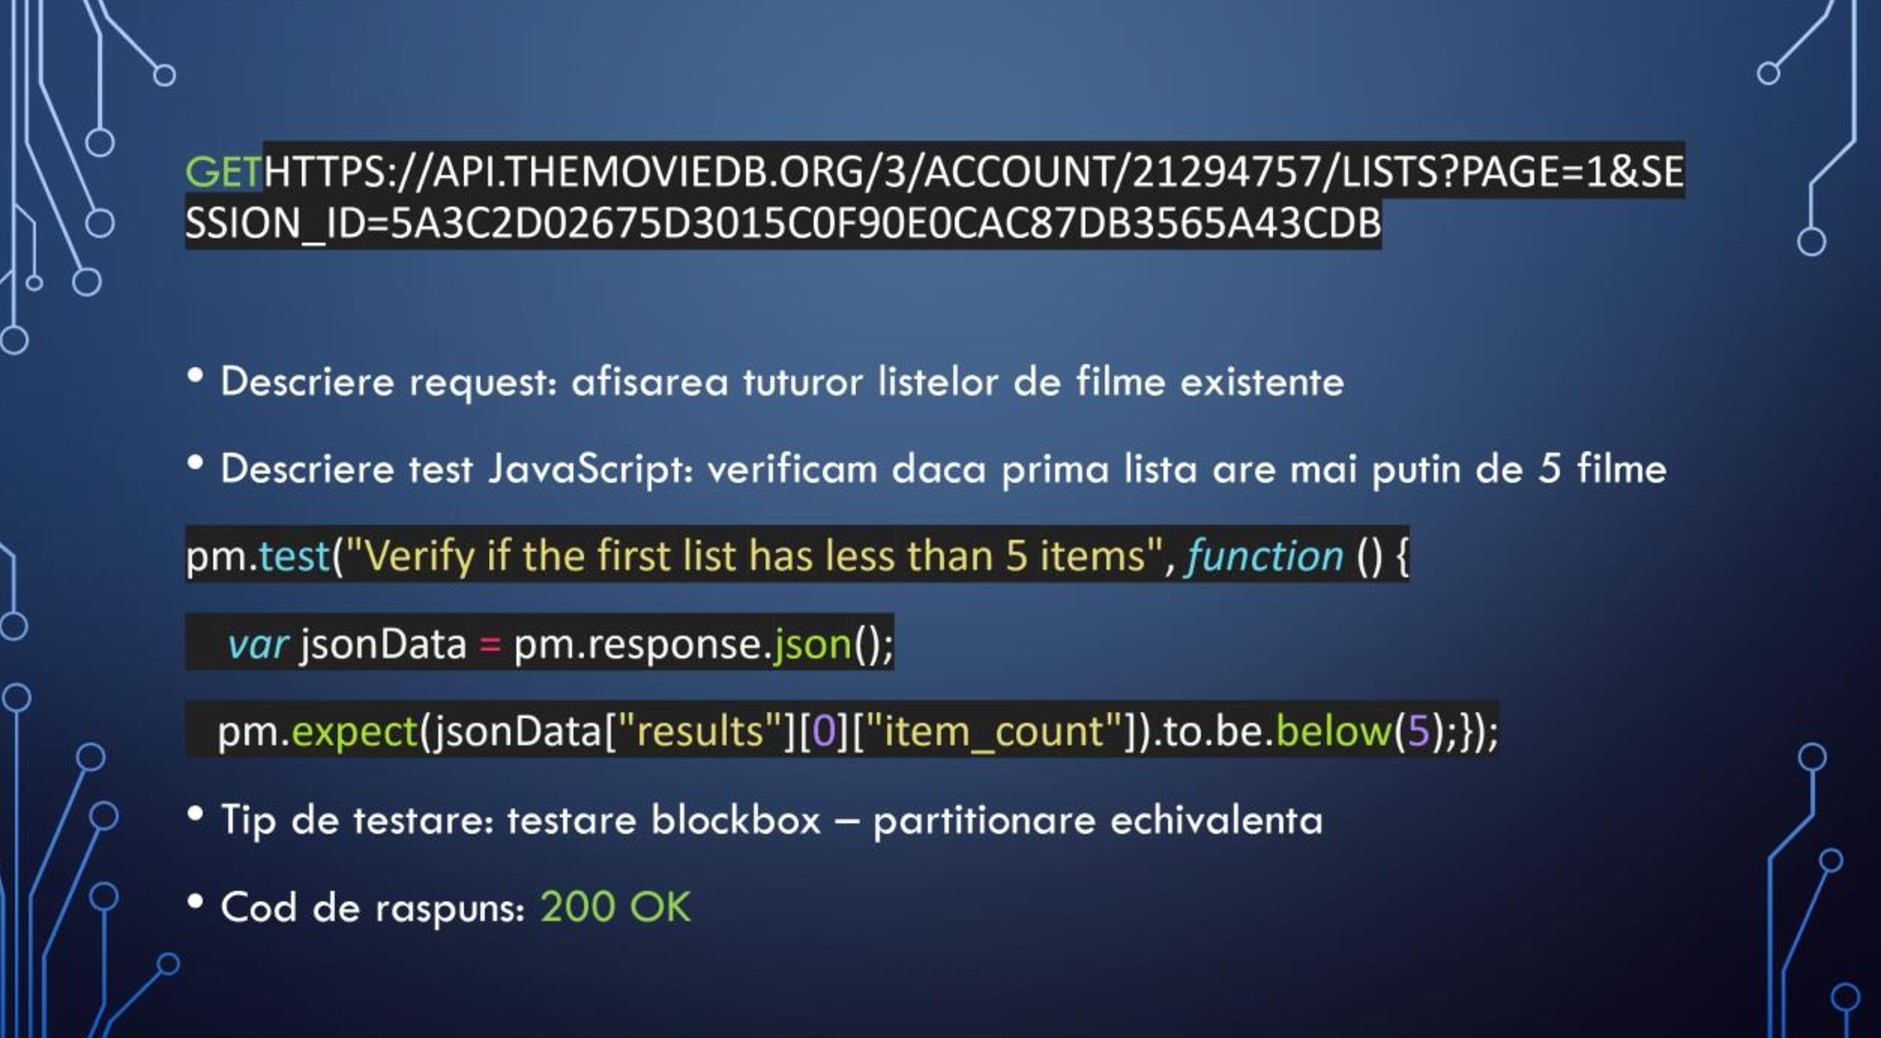 GETHTTPS://API.THEMOVIEDB.ORG/3/ACCOUNT/21294757/LISTS?PAGE=1&SE
SSION_ID=5A3C2D02675D3015C0F90E0CAC87DB3565A43CDB
• Descriere request: afisarea tuturor listelor de filme existente
• Descriere test JavaScript: verificam daca prima lista are mai putin de 5 filme
pm.test("Verify if the first list has less than 5 items", function () {
var jsonData = pm.response.json();
pm.expect(jsonData["results"][0]["item_count"]).to.be.below(5);});
• Tip de testare: testare blockbox – partitionare echivalenta
• Cod de raspuns: 200 OK